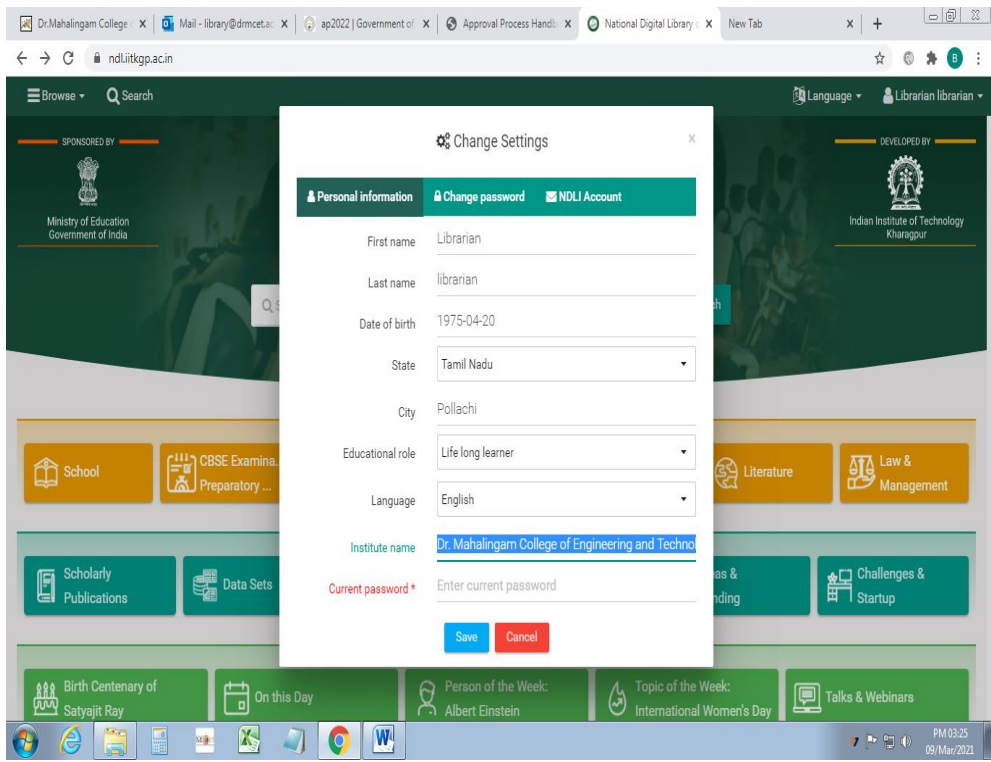 Dr.Mahalingam College
Mail - library@drmcet.ac
ap2022 | Government of
Approval Process Handb
National Digital Library
New Tab
ndl.iitkgp.ac.in
B
Browse
Search
Language
Librarian librarian
SPONSORED BY
Ministry of Education
Government of India
DEVELOPED BY
Indian Institute of Technology
Kharagpur
Change Settings
Personal information
Change password
NDLI Account
First name
Librarian
Last name
librarian
Date of birth
1975-04-20
State
Tamil Nadu
City
Pollachi
Educational role
Life long learner
Language
English
Institute name
Dr. Mahalingam College of Engineering and Technol
Current password *
Enter current password
Save
Cancel
School
CBSE Examina.
Preparatory ...
Literature
Law &
Management
Scholarly
Publications
Data Sets
Challenges &
Startup
Birth Centenary of
Satyajit Ray
On this Day
Person of the Week:
Albert Einstein
Topic of the Week:
International Women's Day
Talks & Webinars
PM 03:25
09/Mar/2021